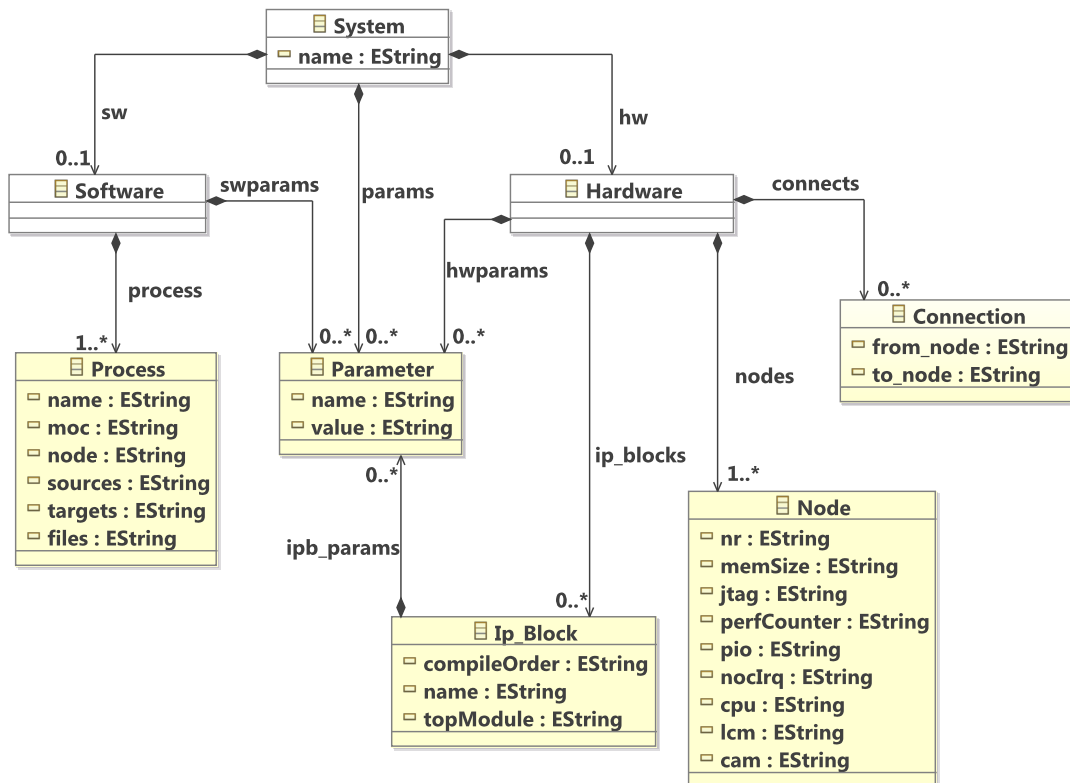 System
name : EString
sw
hw
0..1
0..1
Software
swparams
params
Hardware
connects
hwparams
process
0..*
Connection
from_node : EString
to_node : EString
1..*
0..*
0..*
0..*
Process
name : EString
moc : EString
node : EString
sources : EString
targets : EString
files : EString
Parameter
name : EString
value : EString
nodes
ip_blocks
0..*
1..*
ipb_params
0..*
Node
nr : EString
memSize : EString
jtag : EString
perfCounter : EString
pio : EString
nocIrq : EString
cpu : EString
lcm : EString
cam : EString
Ip_Block
compileOrder : EString
name : EString
topModule : EString